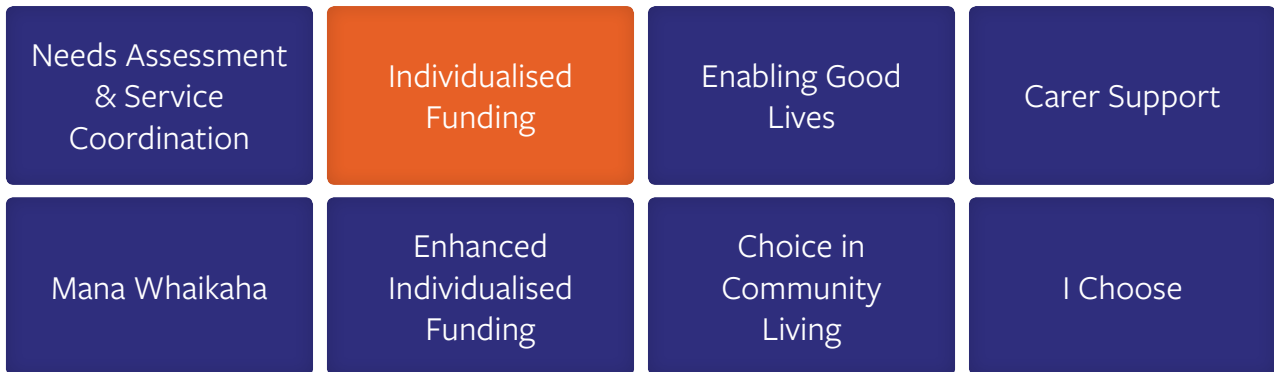 Needs Assessment
& Service
Coordination
Individualised
Funding
Enabling Good
Lives
Carer Support
Mana Whaikaha
Enhanced
Individualised
Funding
Choice in
Community
Living
I Choose